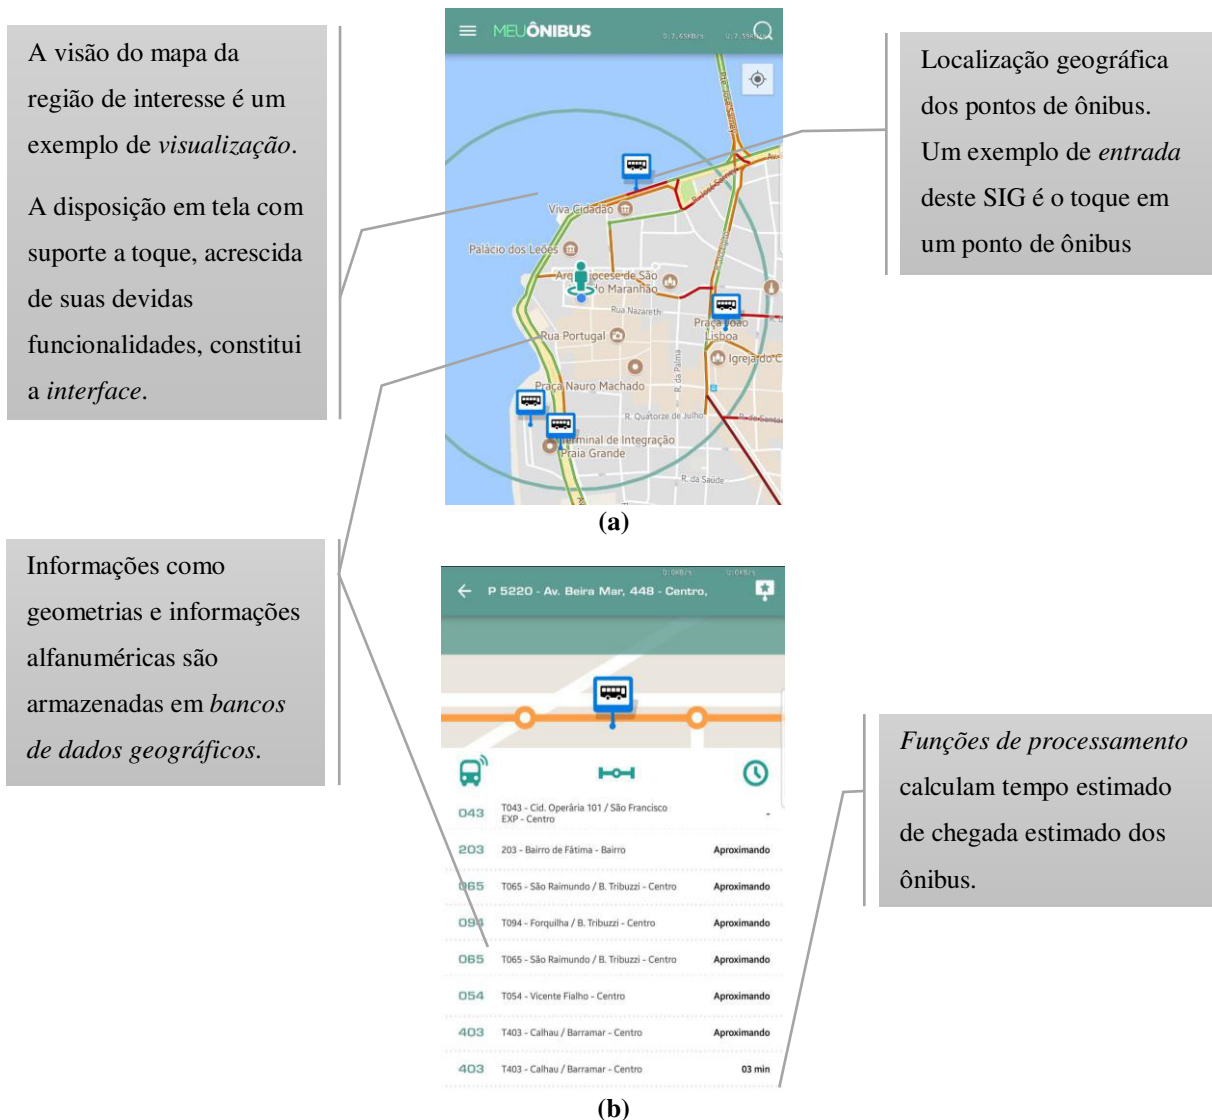 A visão do mapa da
região de interesse é um
exemplo de visualização.
A disposição em tela com
suporte a toque, acrescida
de suas devidas
funcionalidades, constitui
a interface.
MEUÔNIBUS
Viva Cidadão
Palácio dos Leões
Rua Nazareth
Praça João
Lisboa
Rua Portugal
Igreja do C
R. da Palma
Praça Nauro Machado
R. Quatorze de Julho
Terminal de Integração
Praia Grande
R. da Saúde
(a)
Localização geográfica
dos pontos de ônibus.
Um exemplo de entrada
deste SIG é o toque em
um ponto de ônibus
Informações como
geometrias e informações
alfanuméricas são
armazenadas em bancos
de dados geográficos.
P 5220 - Av. Beira Mar, 448 - Centro,
043 T043 - Cid. Operária 101 / São Francisco
EXP - Centro -
203 203 - Bairro de Fátima - Bairro Aproximando
065 T065 - São Raimundo / B. Tribuzzi - Centro Aproximando
094 T094 - Forquilha / B. Tribuzzi - Centro Aproximando
065 T065 - São Raimundo / B. Tribuzzi - Centro Aproximando
054 T054 - Vicente Fialho - Centro Aproximando
403 T403 - Calhau / Barramar - Centro Aproximando
403 T403 - Calhau / Barramar - Centro 03 min
(b)
Funções de processamento
calculam tempo estimado
de chegada estimado dos
ônibus.